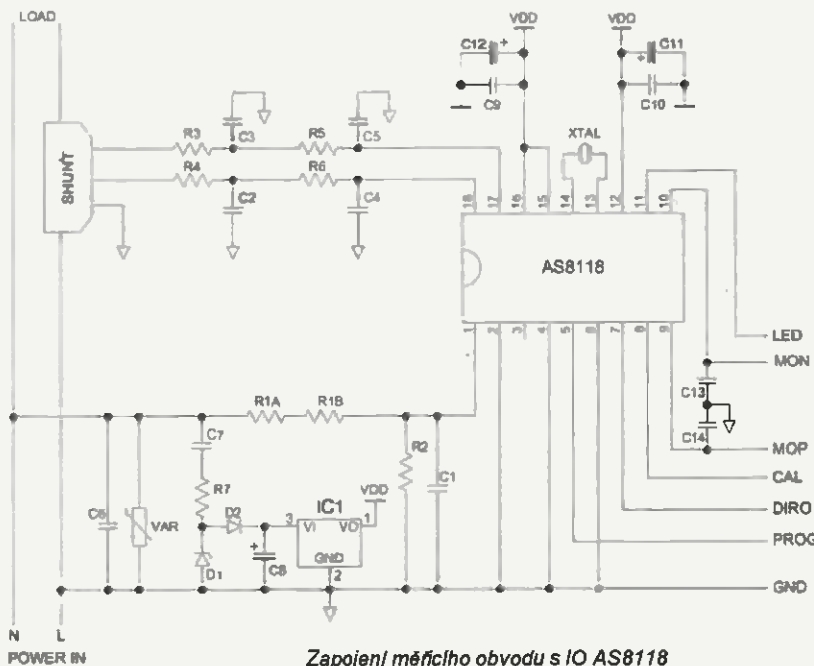 LOAD
VDD
VDD
C12
+
C11
+
C9
C10
XTAL
R3
C3
R5
C5
R4
R6
SHUNT
C2
C4
18
17
16
15
14
13
12
11
10
AS8118
1
2
3
4
5
6
7
8
9
LED
MON
C13
C14
MOP
CAL
DIRO
PROG
GND
R1A
R1B
C7
R2
C1
R7
C6
VAR
D2
IC1
VDD
3
VI
VO
1
GND
2
+
C8
D1
N
L
POWER IN
Zapojení měřicího obvodu s IO AS8118